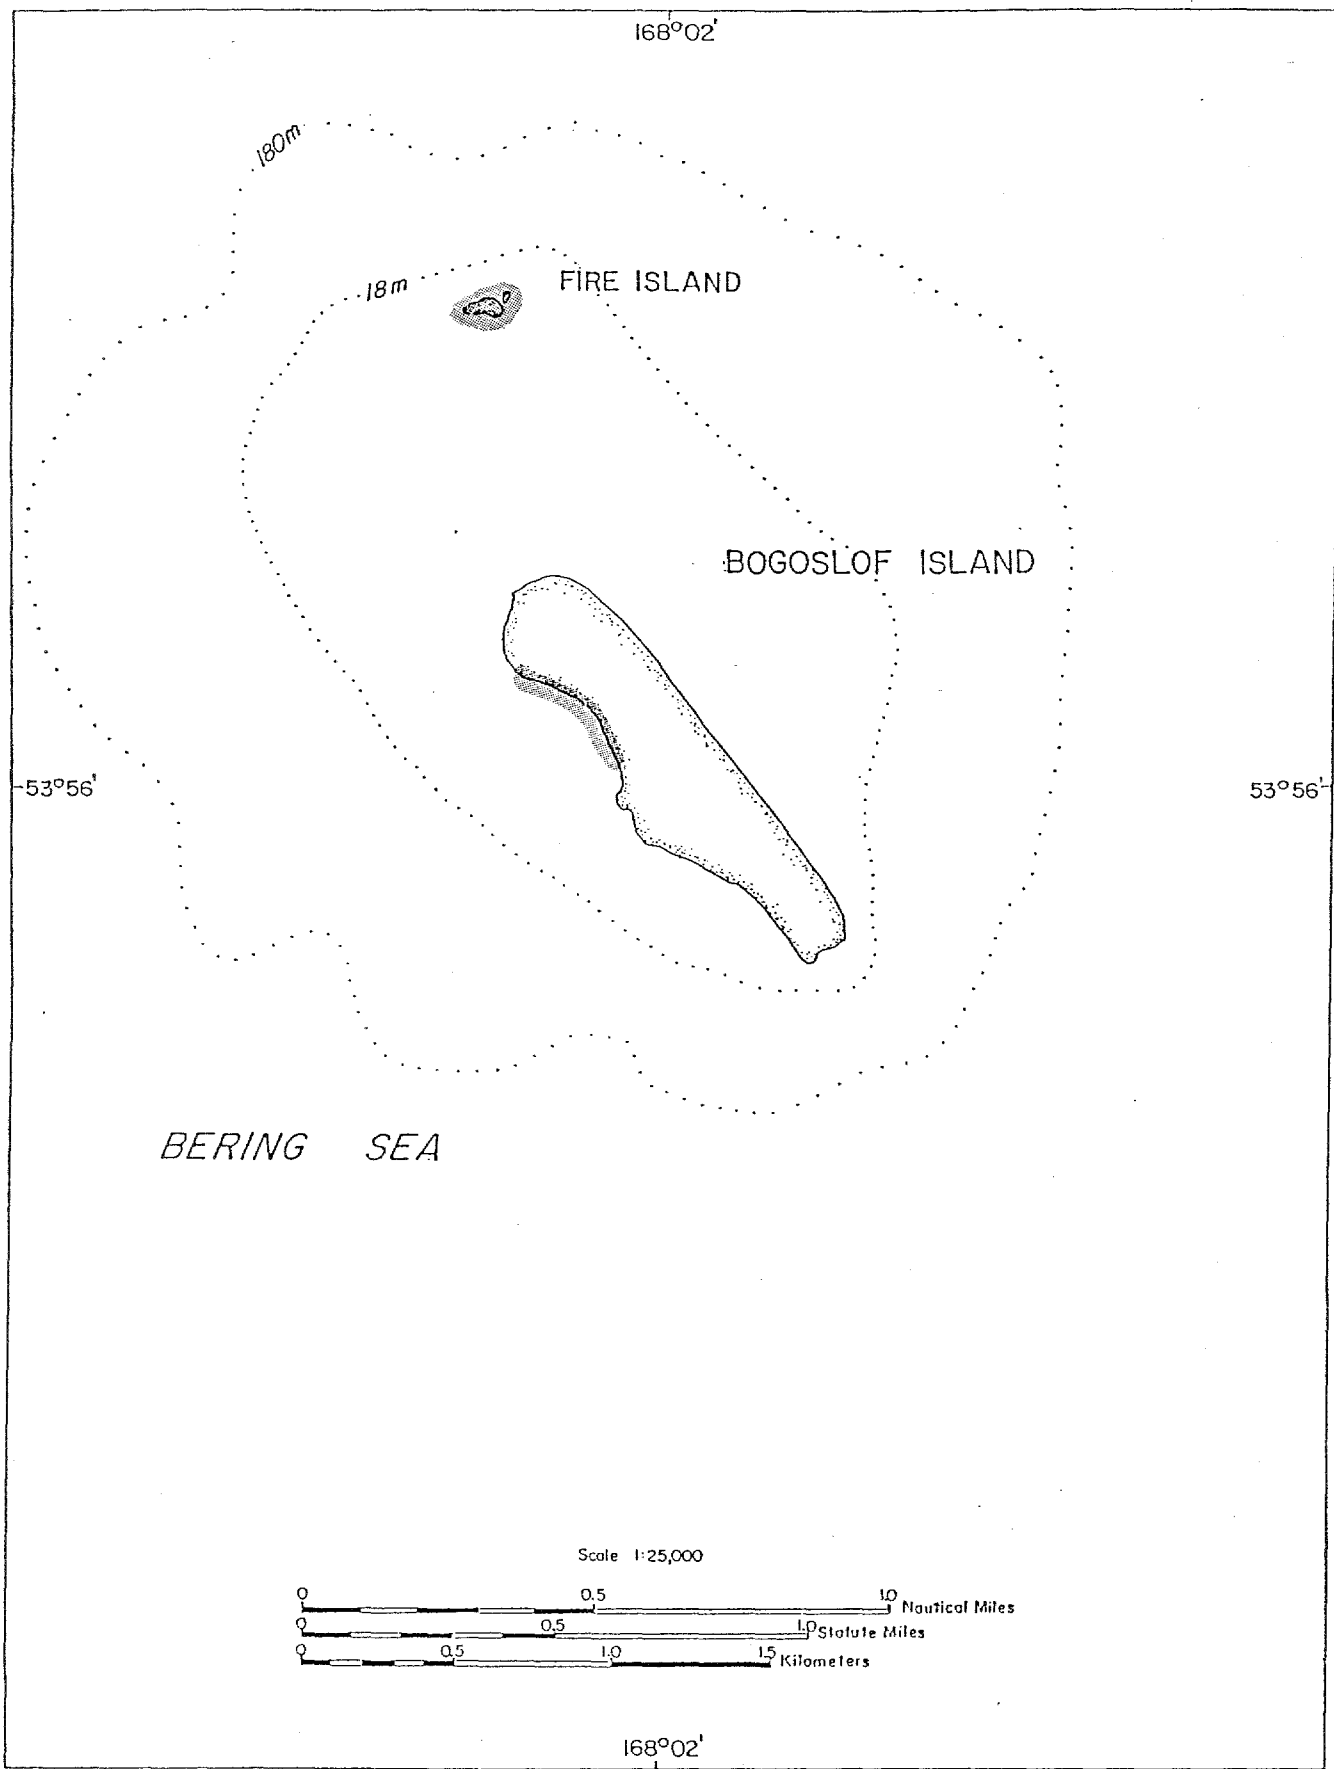 168°02'
180m
FIRE ISLAND
18m
BOGOSLOF ISLAND
53°56' 53°56'
BERING SEA
Scale 1:25,000
0 0.5 1.0 Nautical Miles
0 0.5 1.0 Statute Miles
0 0.5 1.0 1.5 Kilometers
168°02'